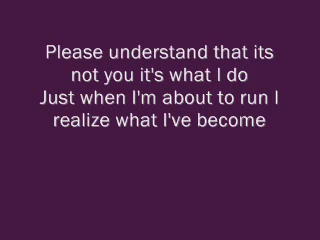 Please understand that its
not you it's what I do
Just when I'm about to run I
realize what I've become